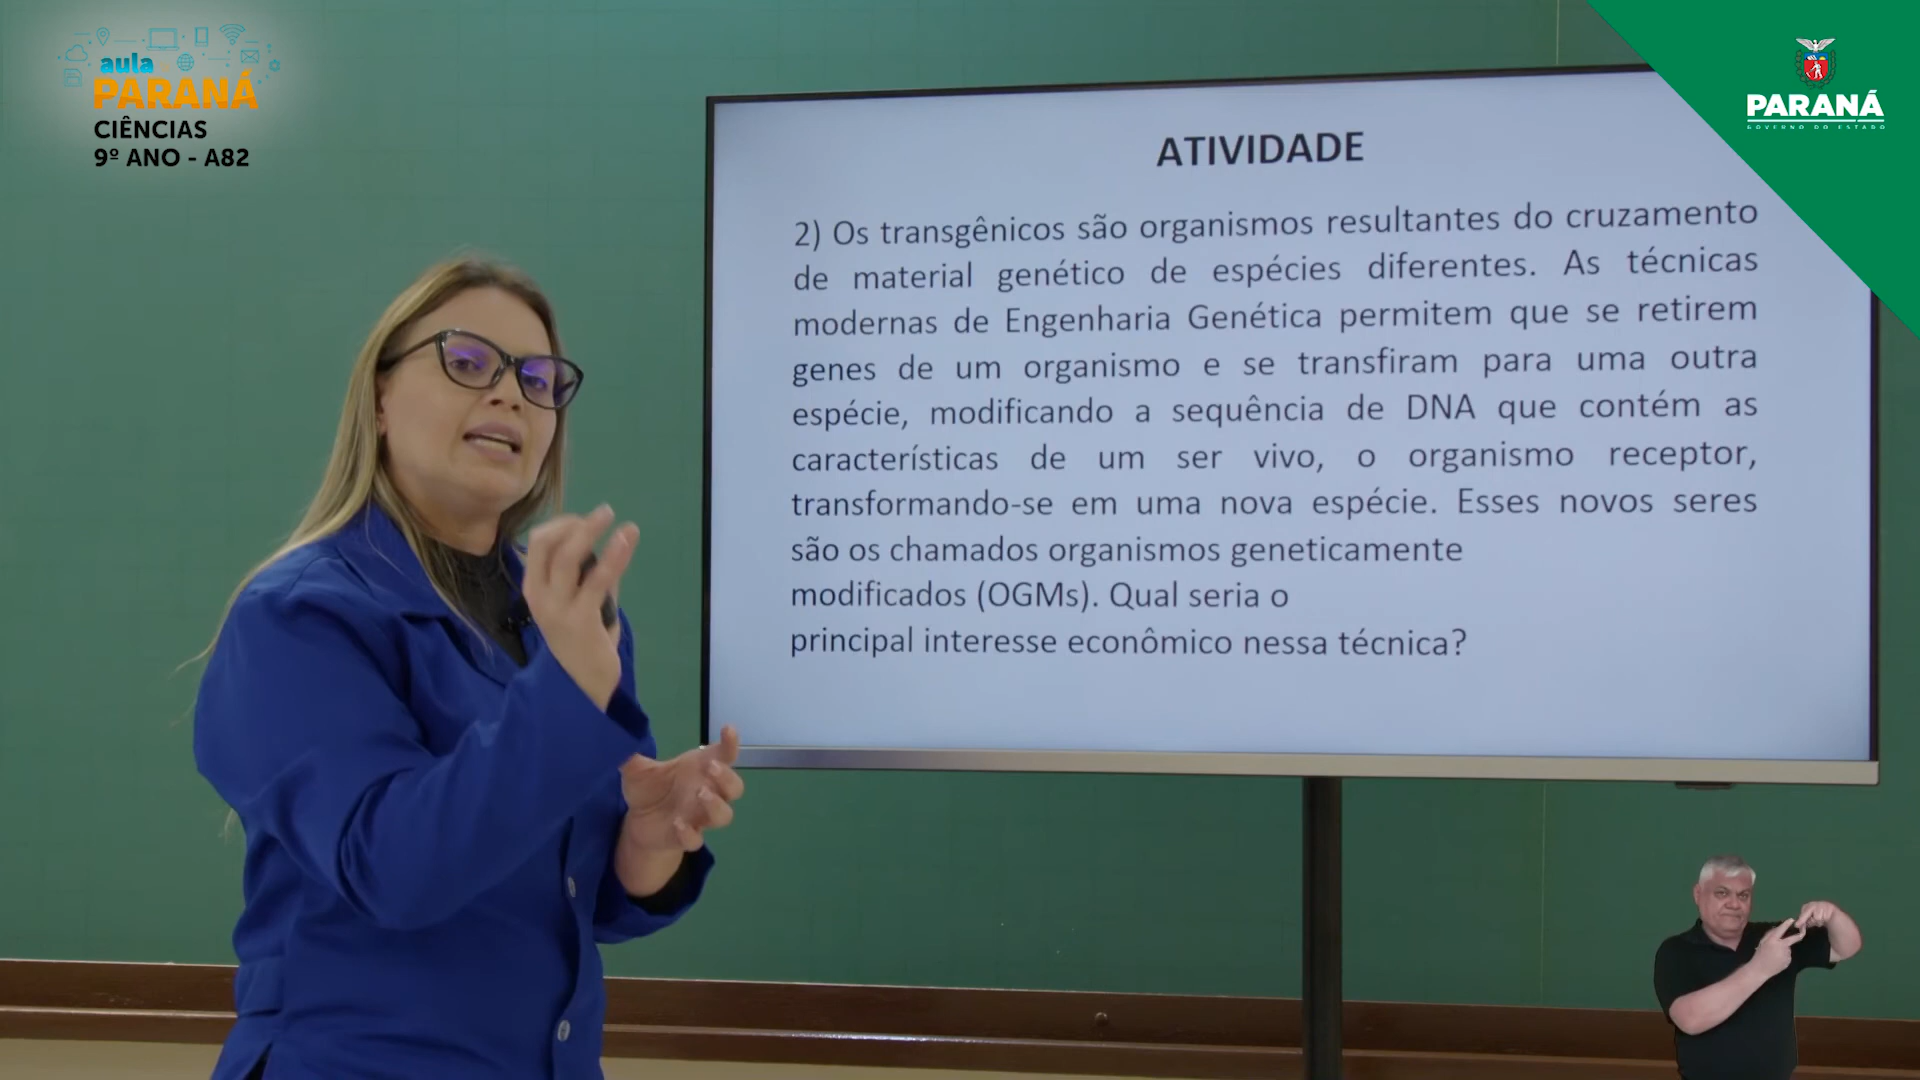 aula
PARANÁ
CIÊNCIAS
9º ANO - A82
PARANÁ
GOVERNO DO ESTADO
ATIVIDADE
2) Os transgênicos são organismos resultantes do cruzamento
de material genético de espécies diferentes. As técnicas
modernas de Engenharia Genética permitem que se retirem
genes de um organismo e se transfiram para uma outra
espécie, modificando a sequência de DNA que contém as
características de um ser vivo, o organismo receptor,
transformando-se em uma nova espécie. Esses novos seres
são os chamados organismos geneticamente
modificados (OGMs). Qual seria o
principal interesse econômico nessa técnica?